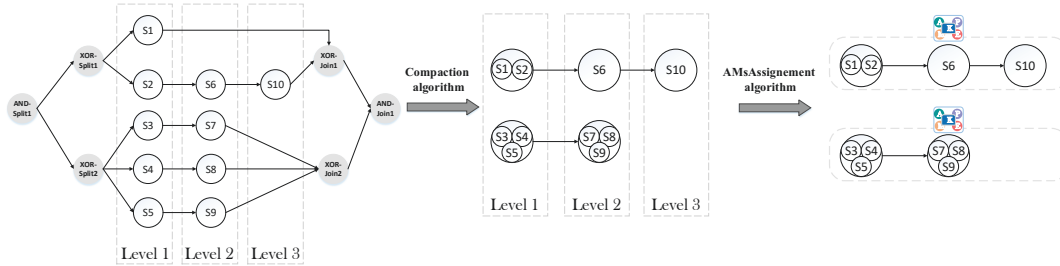 AND-
Split1
XOR-
Split1
XOR-
Split2
S1
S2
S6
S10
S3
S7
S4
S8
S5
S9
XOR-
Join1
AND-
Join1
XOR-
Join2
Level 1
Level 2
Level 3
Compaction
algorithm
S1
S2
S6
S10
S3
S4
S5
S7
S8
S9
Level 1
Level 2
Level 3
AMsAssignement
algorithm
S1
S2
S6
S10
S3
S4
S5
S7
S8
S9